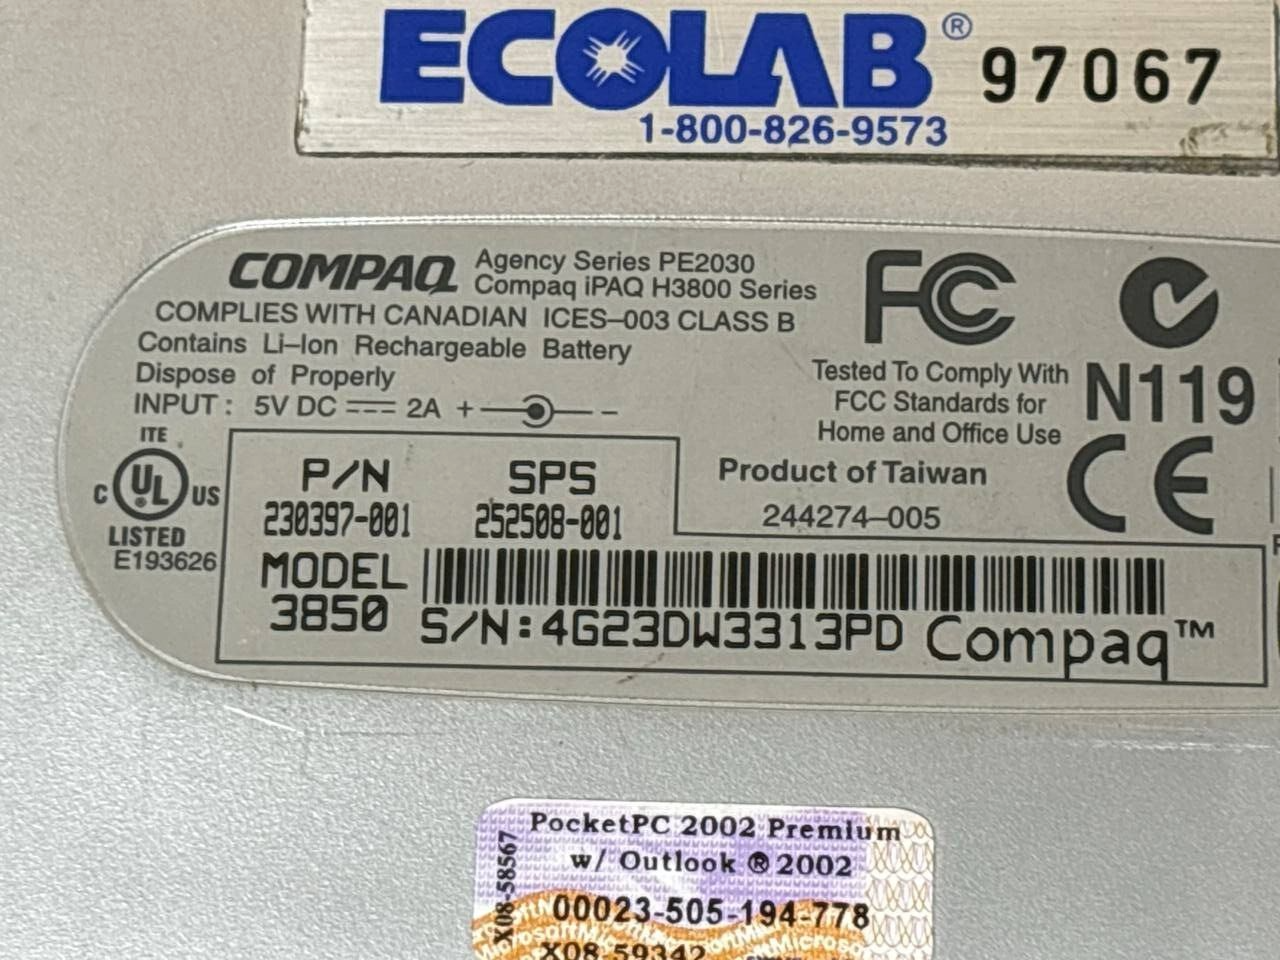 ECOLAB® 97067
1-800-826-9573
COMPAQ Agency Series PE2030
Compaq iPAQ H3800 Series
COMPLIES WITH CANADIAN ICES-003 CLASS B
Contains Li-Ion Rechargeable Battery
Dispose of Properly
INPUT : 5V DC 2A + −
FC
N119
Tested To Comply With
FCC Standards for
Home and Office Use
CE
ITE
C UL® US
LISTED
E193626
P/N SPS
230397-001 252508-001
Product of Taiwan
244274-005
MODEL
3850
S/N:4G23DW3313PD Compaq™
PocketPC 2002 Premium
w/ Outlook ® 2002
00023-505-194-778
X08-59342
X08-58567